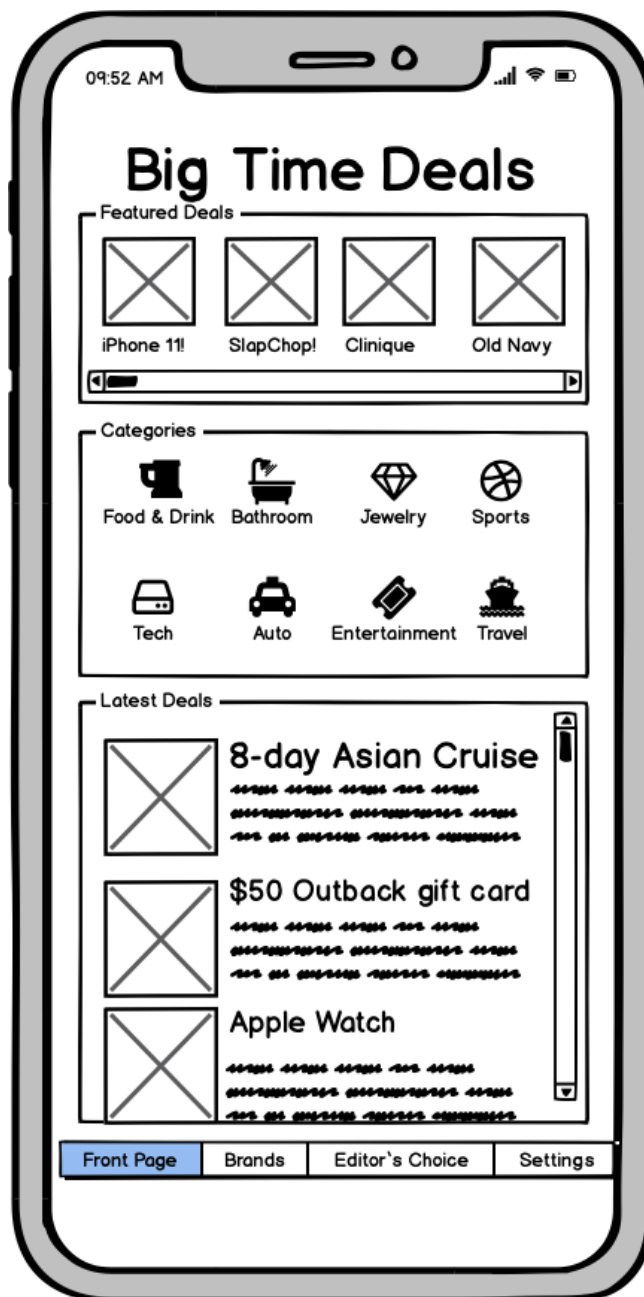 09:52 AM
Big Time Deals
Featured Deals
iPhone 11! SlapChop! Clinique Old Navy
Categories
Food & Drink Bathroom Jewelry Sports
Tech Auto Entertainment Travel
Latest Deals
8-day Asian Cruise
$50 Outback gift card
Apple Watch
Front Page Brands Editor`s Choice Settings